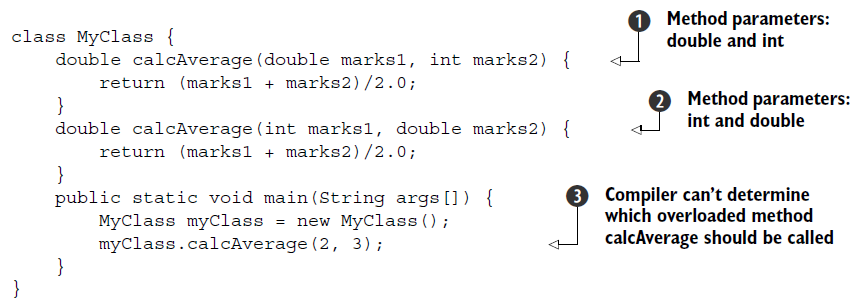 class MyClass {
    double calcAverage(double marks1, int marks2) {
        return (marks1 + marks2)/2.0;
    }
    double calcAverage(int marks1, double marks2) {
        return (marks1 + marks2)/2.0;
    }
    public static void main(String args[]) {
        MyClass myClass = new MyClass();
        myClass.calcAverage(2, 3);
    }
}
1 Method parameters:
double and int
2 Method parameters:
int and double
3 Compiler can't determine
which overloaded method
calcAverage should be called